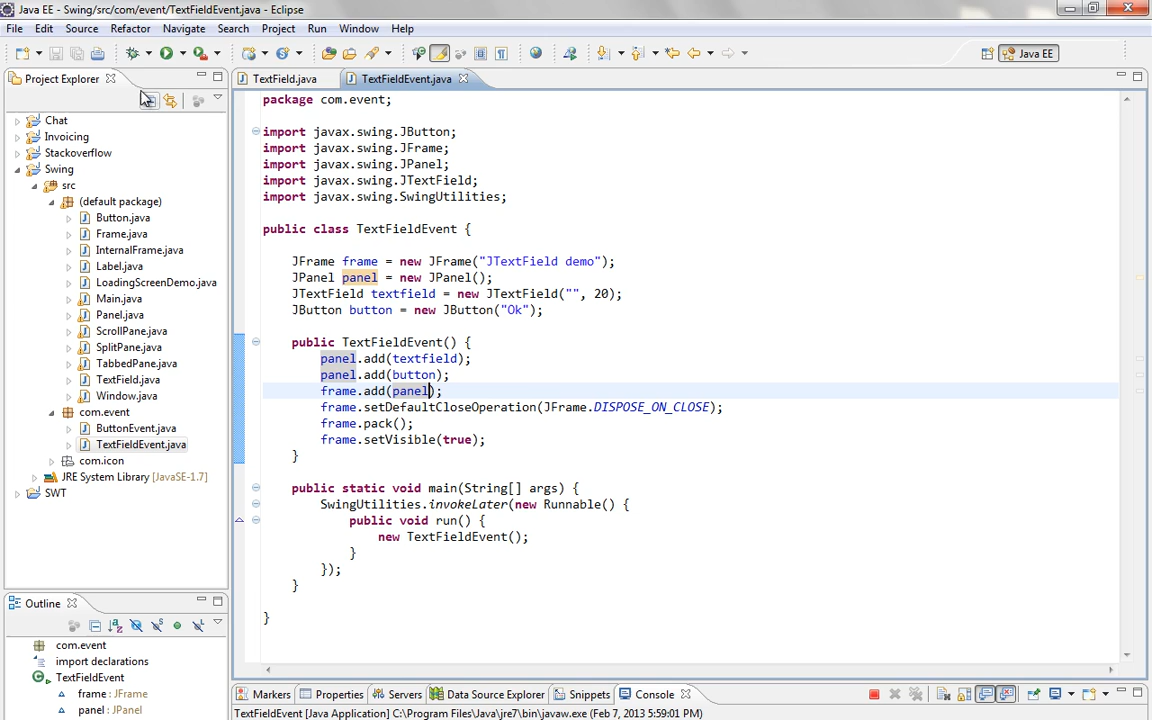 Java EE - Swing/src/com/event/TextFieldEvent.java - Eclipse
File Edit Source Refactor Navigate Search Project Run Window Help
Java EE
Project Explorer
TextField.java
TextFieldEvent.java
Chat
Invoicing
Stackoverflow
Swing
src
(default package)
Button.java
Frame.java
InternalFrame.java
Label.java
LoadingScreenDemo.java
Main.java
Panel.java
ScrollPane.java
SplitPane.java
TabbedPane.java
TextField.java
Window.java
com.event
ButtonEvent.java
TextFieldEvent.java
com.icon
JRE System Library [JavaSE-1.7]
SWT
package com.event;
import javax.swing.JButton;
import javax.swing.JFrame;
import javax.swing.JPanel;
import javax.swing.JTextField;
import javax.swing.SwingUtilities;
public class TextFieldEvent {
JFrame frame = new JFrame("JTextField demo");
JPanel panel = new JPanel();
JTextField textfield = new JTextField("", 20);
JButton button = new JButton("Ok");
public TextFieldEvent() {
panel.add(textfield);
panel.add(button);
frame.add(panel);
frame.setDefaultCloseOperation(JFrame.DISPOSE_ON_CLOSE);
frame.pack();
frame.setVisible(true);
}
public static void main(String[] args) {
SwingUtilities.invokeLater(new Runnable() {
public void run() {
new TextFieldEvent();
}
});
}
}
Outline
com.event
import declarations
TextFieldEvent
frame : JFrame
panel : JPanel
Markers Properties Servers Data Source Explorer Snippets Console
TextFieldEvent [Java Application] C:\Program Files\Java\jre7\bin\javaw.exe (Feb 7, 2013 5:59:01 PM)